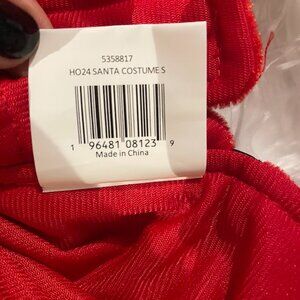 5358817
HO24 SANTA COSTUME S
1 96481 08123 9
Made in China